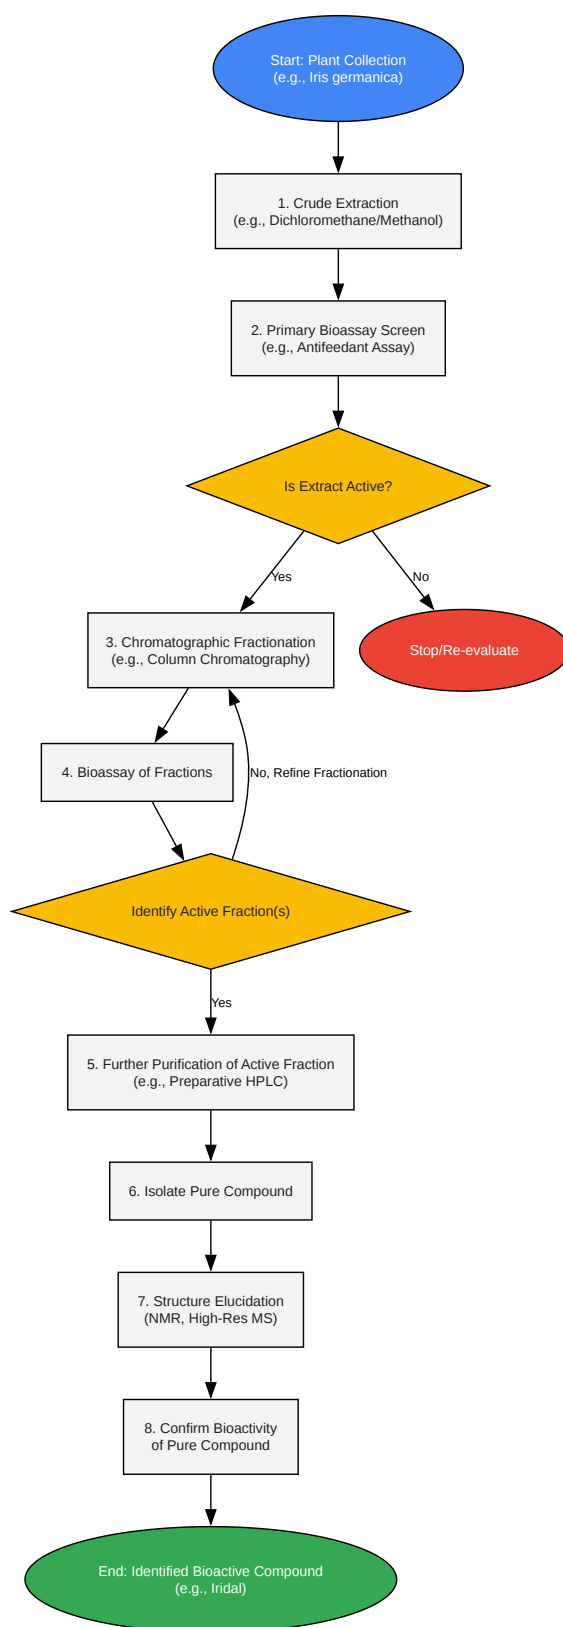 Start: Plant Collection
(e.g., Iris germanica)
1. Crude Extraction
(e.g., Dichloromethane/Methanol)
2. Primary Bioassay Screen
(e.g., Antifeedant Assay)
Is Extract Active?
Yes
No
3. Chromatographic Fractionation
(e.g., Column Chromatography)
Stop/Re-evaluate
4. Bioassay of Fractions
No, Refine Fractionation
Identify Active Fraction(s)
Yes
5. Further Purification of Active Fraction
(e.g., Preparative HPLC)
6. Isolate Pure Compound
7. Structure Elucidation
(NMR, High-Res MS)
8. Confirm Bioactivity
of Pure Compound
End: Identified Bioactive Compound
(e.g., Iridal)